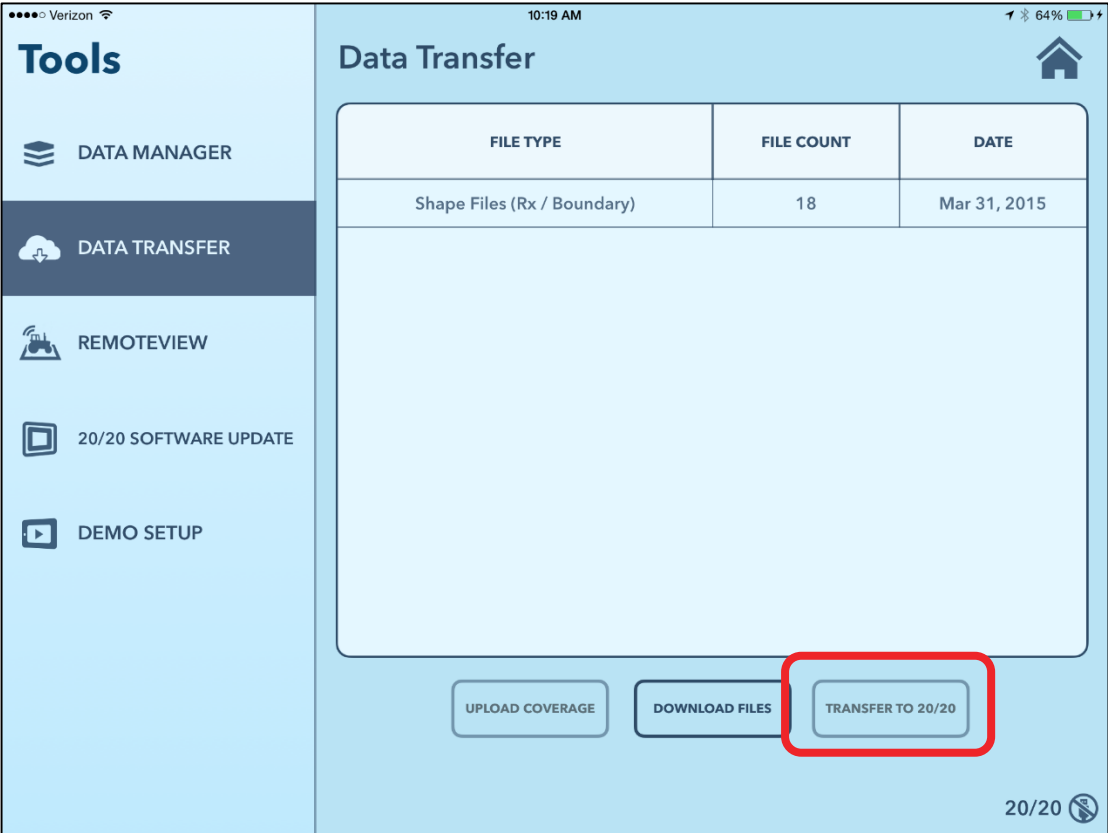 Verizon
10:19 AM
64%
Tools
Data Transfer
DATA MANAGER
DATA TRANSFER
REMOTEVIEW
20/20 SOFTWARE UPDATE
DEMO SETUP
FILE TYPE
FILE COUNT
DATE
Shape Files (Rx / Boundary)
18
Mar 31, 2015
UPLOAD COVERAGE
DOWNLOAD FILES
TRANSFER TO 20/20
20/20